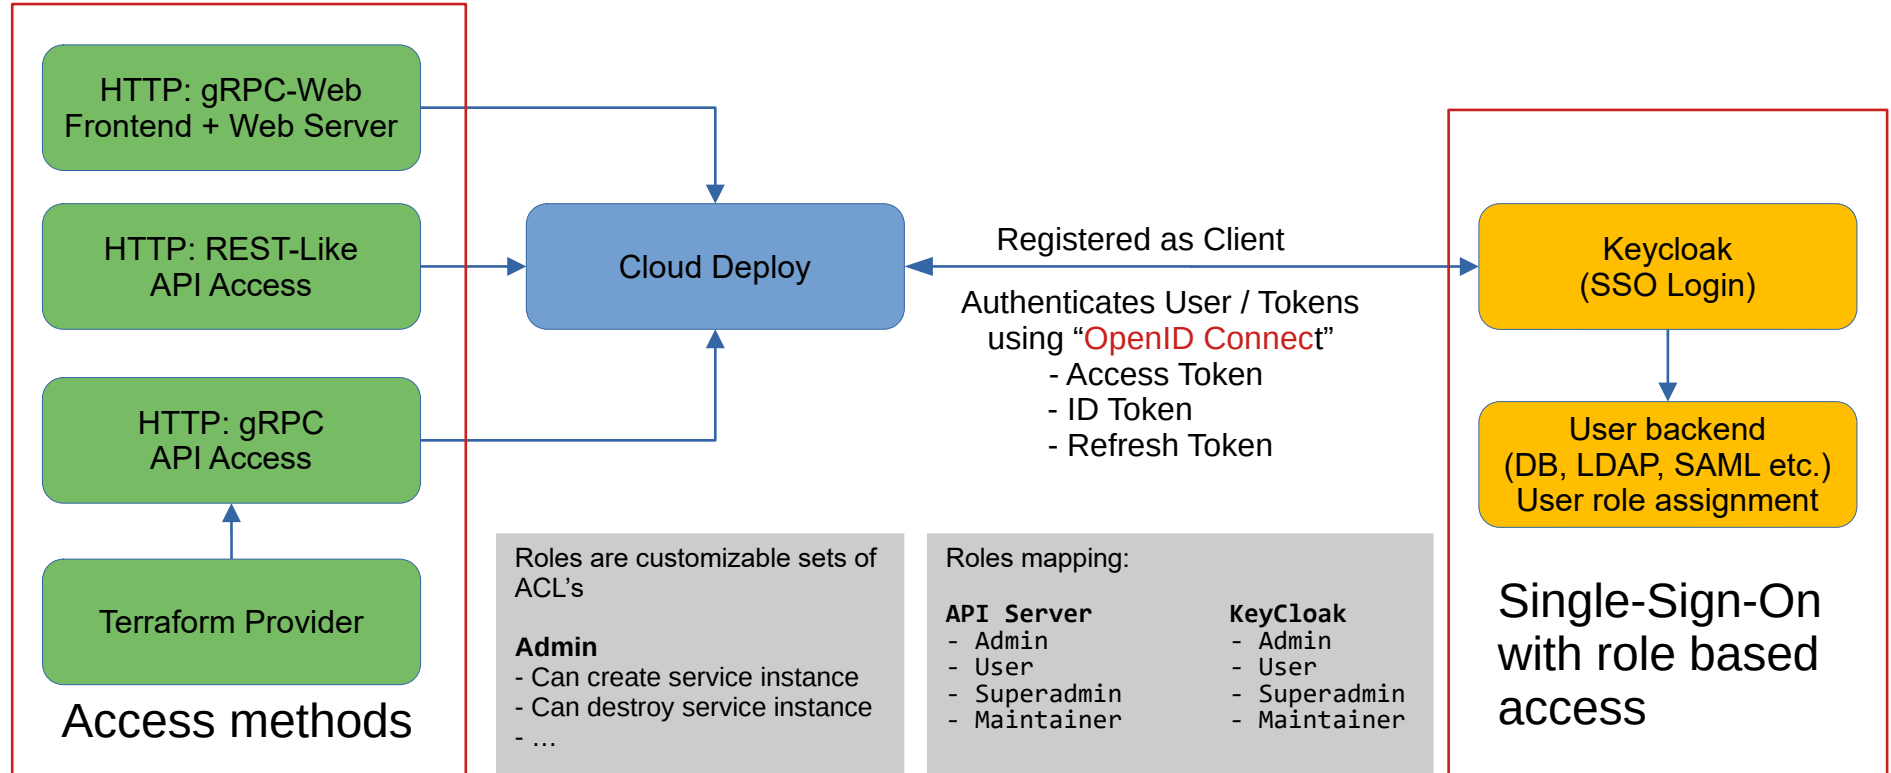 HTTP: gRPC-Web
Frontend + Web Server
HTTP: REST-Like
API Access
HTTP: gRPC
API Access
Terraform Provider
Access methods
Cloud Deploy
Registered as Client
Authenticates User / Tokens
using “OpenID Connect”
- Access Token
- ID Token
- Refresh Token
Keycloak
(SSO Login)
User backend
(DB, LDAP, SAML etc.)
User role assignment
Single-Sign-On
with role based
access
Roles are customizable sets of
ACL's
Admin
- Can create service instance
- Can destroy service instance
- …
Roles mapping:
API Server KeyCloak
- Admin - Admin
- User - User
- Superadmin - Superadmin
- Maintainer - Maintainer